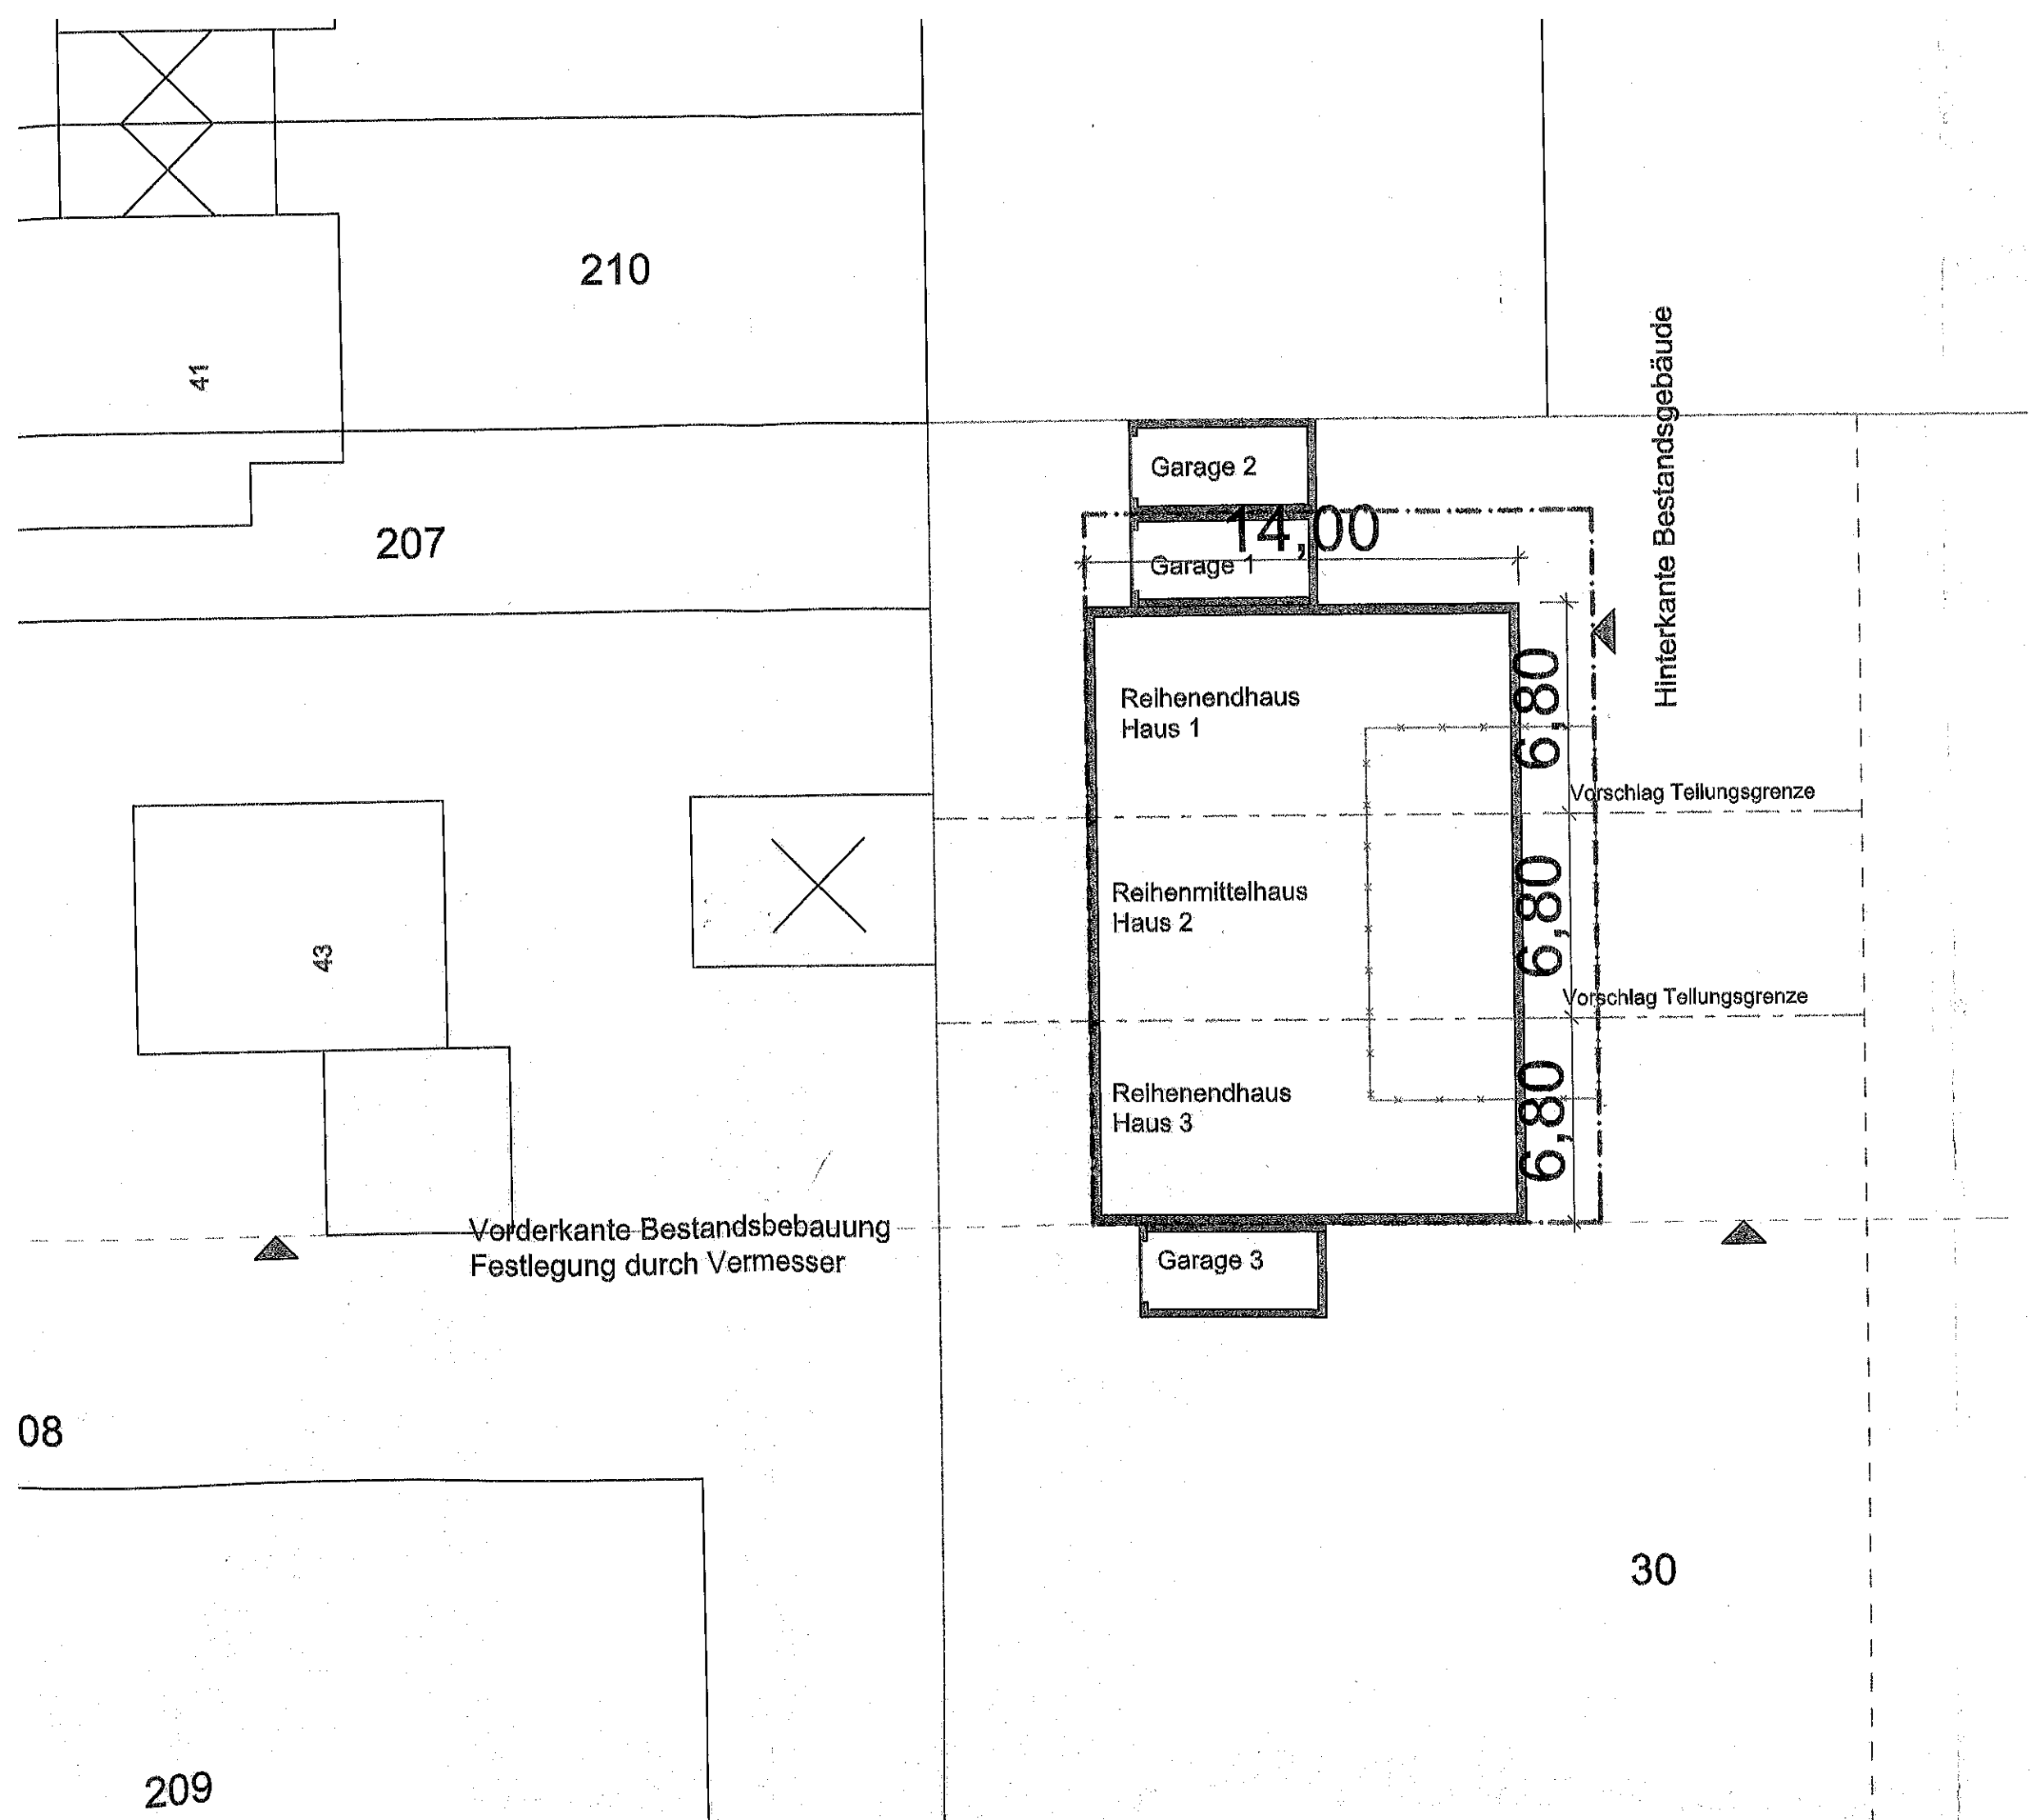 210
41
207
Garage 2
14,00
Garage 1
Hinterkante Bestandsgebäude
Reihenendhaus
Haus 1
6,80
Vorschlag Teilungsgrenze
43
Reihenmittelhaus
Haus 2
6,80
Vorschlag Teilungsgrenze
Reihenendhaus
Haus 3
6,80
Vorderkante Bestandsbebauung
Festlegung durch Vermesser
Garage 3
08
30
209